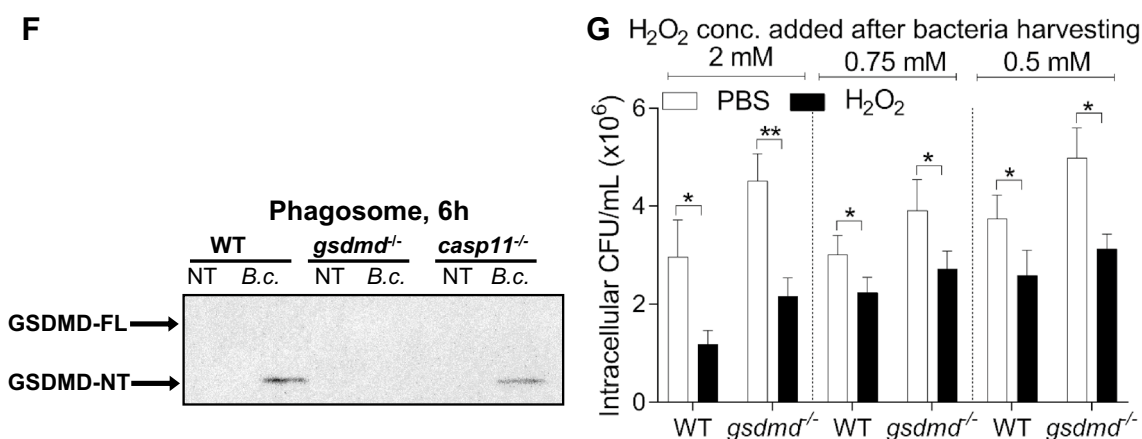 F
Phagosome, 6h
WT gsdmd-/- casp11-/-
NT B.c. NT B.c. NT B.c.
GSDMD-FL
GSDMD-NT
G H₂O₂ conc. added after bacteria harvesting
2 mM 0.75 mM 0.5 mM
PBS H₂O₂
Intracellular CFU/mL (x10⁶)
6
4
2
0
* ** * * * *
WT gsdmd-/- WT gsdmd-/- WT gsdmd-/-